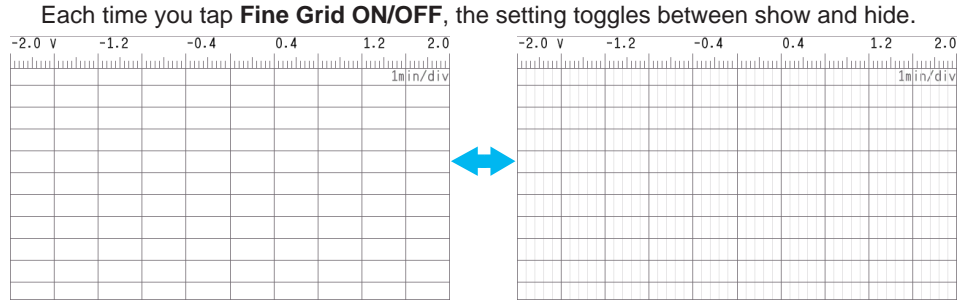 Each time you tap Fine Grid ON/OFF, the setting toggles between show and hide.
-2.0 V -1.2 -0.4 0.4 1.2 2.0
1min/div
-2.0 V -1.2 -0.4 0.4 1.2 2.0
1min/div